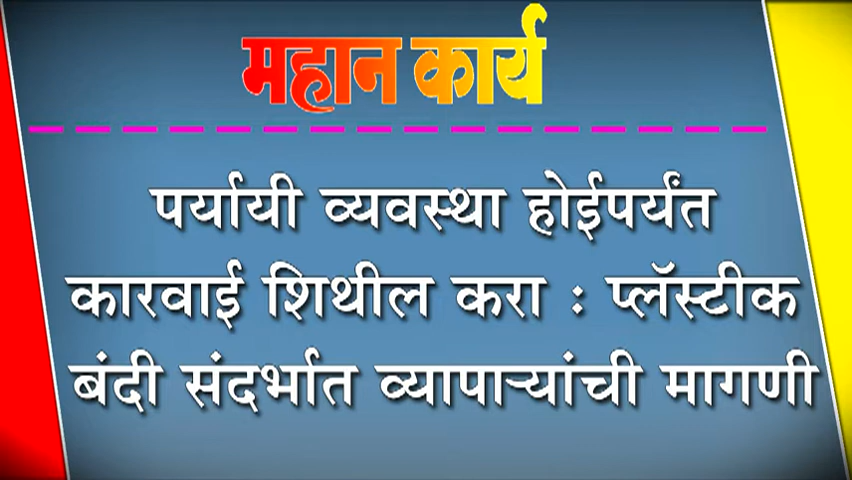 महान कार्य
पर्यायी व्यवस्था होईपर्यंत
कारवाई शिथील करा : प्लॅस्टीक
बंदी संदर्भात व्यापाऱ्यांची मागणी